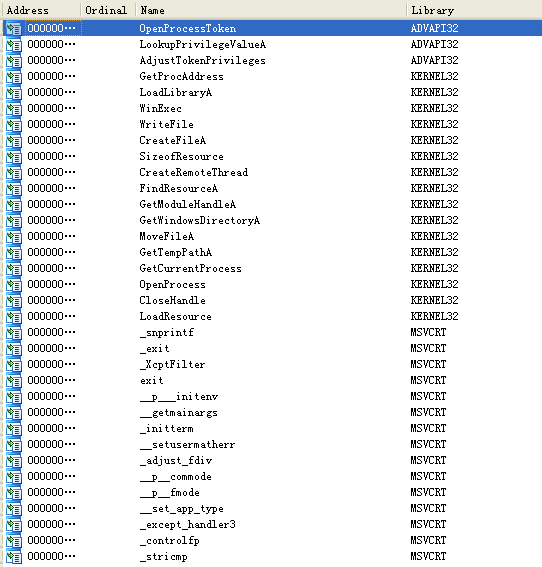 Address Ordinal Name Library
000000··· OpenProcessToken ADVAPI32
000000··· LookupPrivilegeValueA ADVAPI32
000000··· AdjustTokenPrivileges ADVAPI32
000000··· GetProcAddress KERNEL32
000000··· LoadLibraryA KERNEL32
000000··· WinExec KERNEL32
000000··· WriteFile KERNEL32
000000··· CreateFileA KERNEL32
000000··· SizeofResource KERNEL32
000000··· CreateRemoteThread KERNEL32
000000··· FindResourceA KERNEL32
000000··· GetModuleHandleA KERNEL32
000000··· GetWindowsDirectoryA KERNEL32
000000··· MoveFileA KERNEL32
000000··· GetTempPathA KERNEL32
000000··· GetCurrentProcess KERNEL32
000000··· OpenProcess KERNEL32
000000··· CloseHandle KERNEL32
000000··· LoadResource KERNEL32
000000··· _snprintf MSVCRT
000000··· _exit MSVCRT
000000··· _XcptFilter MSVCRT
000000··· exit MSVCRT
000000··· __p___initenv MSVCRT
000000··· __getmainargs MSVCRT
000000··· _initterm MSVCRT
000000··· __setusermatherr MSVCRT
000000··· _adjust_fdiv MSVCRT
000000··· __p__commode MSVCRT
000000··· __p__fmode MSVCRT
000000··· __set_app_type MSVCRT
000000··· _except_handler3 MSVCRT
000000··· _controlfp MSVCRT
000000··· _stricmp MSVCRT